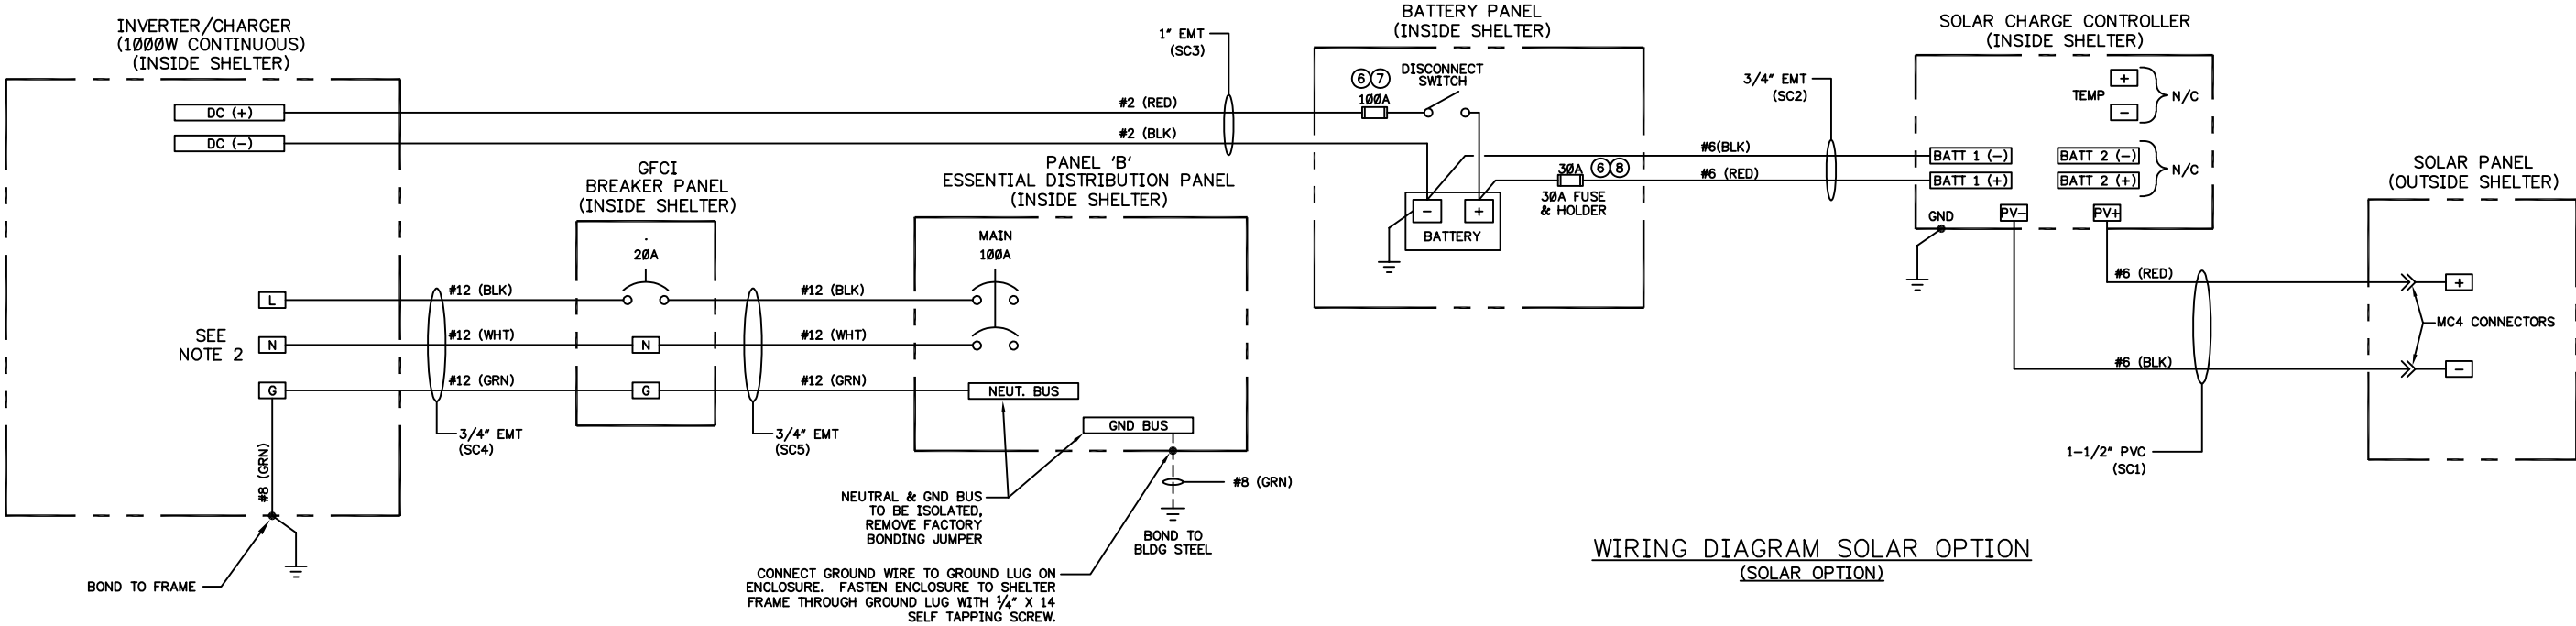 INVERTER/CHARGER
(1000W CONTINUOUS)
(INSIDE SHELTER)
DC (+)
DC (-)
L
SEE
NOTE 2
N
G
#8 (GRN)
BOND TO FRAME
#12 (BLK)
#12 (WHT)
#12 (GRN)
3/4" EMT
(SC4)
GFCI
BREAKER PANEL
(INSIDE SHELTER)
20A
N
G
#12 (BLK)
#12 (WHT)
#12 (GRN)
3/4" EMT
(SC5)
PANEL 'B'
ESSENTIAL DISTRIBUTION PANEL
(INSIDE SHELTER)
MAIN
100A
NEUT. BUS
GND BUS
NEUTRAL & GND BUS
TO BE ISOLATED,
REMOVE FACTORY
BONDING JUMPER
#8 (GRN)
BOND TO
BLDG STEEL
CONNECT GROUND WIRE TO GROUND LUG ON
ENCLOSURE. FASTEN ENCLOSURE TO SHELTER
FRAME THROUGH GROUND LUG WITH 1/4" X 14
SELF TAPPING SCREW.
1" EMT
(SC3)
#2 (RED)
#2 (BLK)
BATTERY PANEL
(INSIDE SHELTER)
6 7
100A
DISCONNECT
SWITCH
30A 6 8
30A FUSE
& HOLDER
- +
BATTERY
3/4" EMT
(SC2)
#6(BLK)
#6 (RED)
SOLAR CHARGE CONTROLLER
(INSIDE SHELTER)
+
TEMP
-
N/C
BATT 1 (-)
BATT 2 (-)
BATT 1 (+)
BATT 2 (+)
N/C
GND
PV-
PV+
#6 (RED)
#6 (BLK)
1-1/2" PVC
(SC1)
SOLAR PANEL
(OUTSIDE SHELTER)
+
MC4 CONNECTORS
-
WIRING DIAGRAM SOLAR OPTION
(SOLAR OPTION)